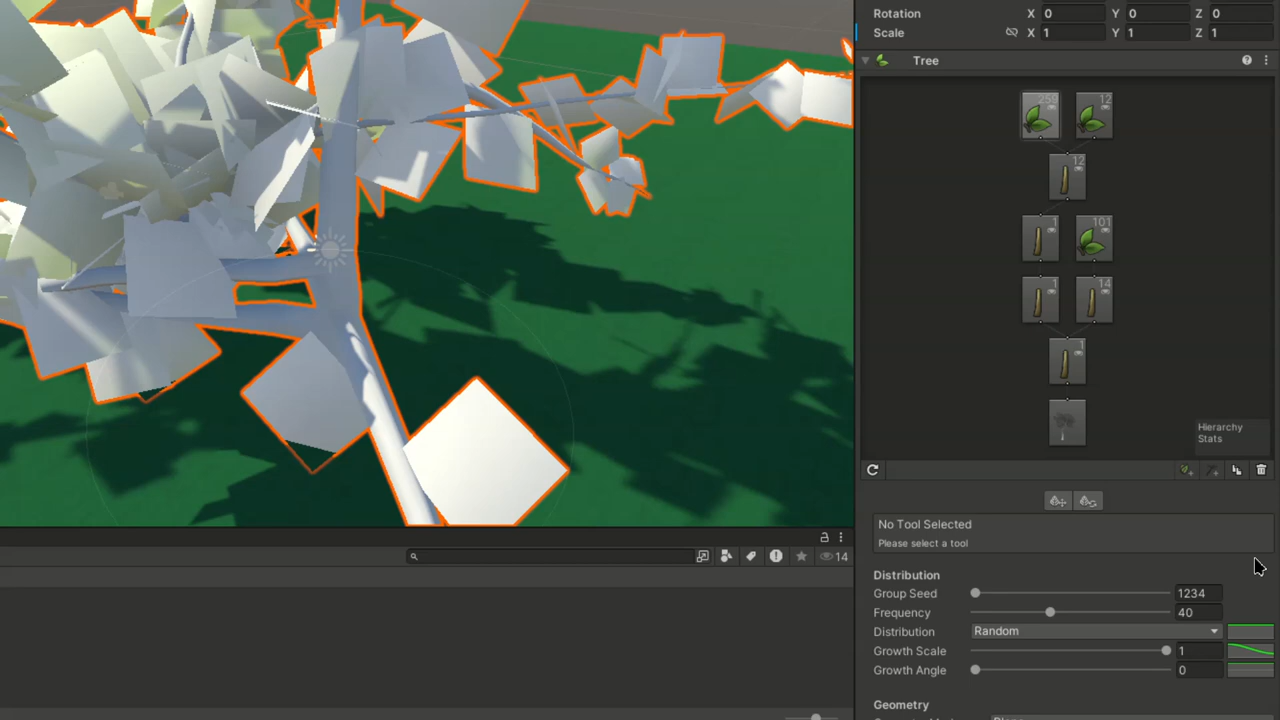 Rotation X 0 Y 0 Z 0
Scale X 1 Y 1 Z 1
Tree
259 12
12
1 101
1 14
1
Hierarchy
Stats
No Tool Selected
Please select a tool
14
Distribution
Group Seed 1234
Frequency 40
Distribution Random
Growth Scale 1
Growth Angle 0
Geometry